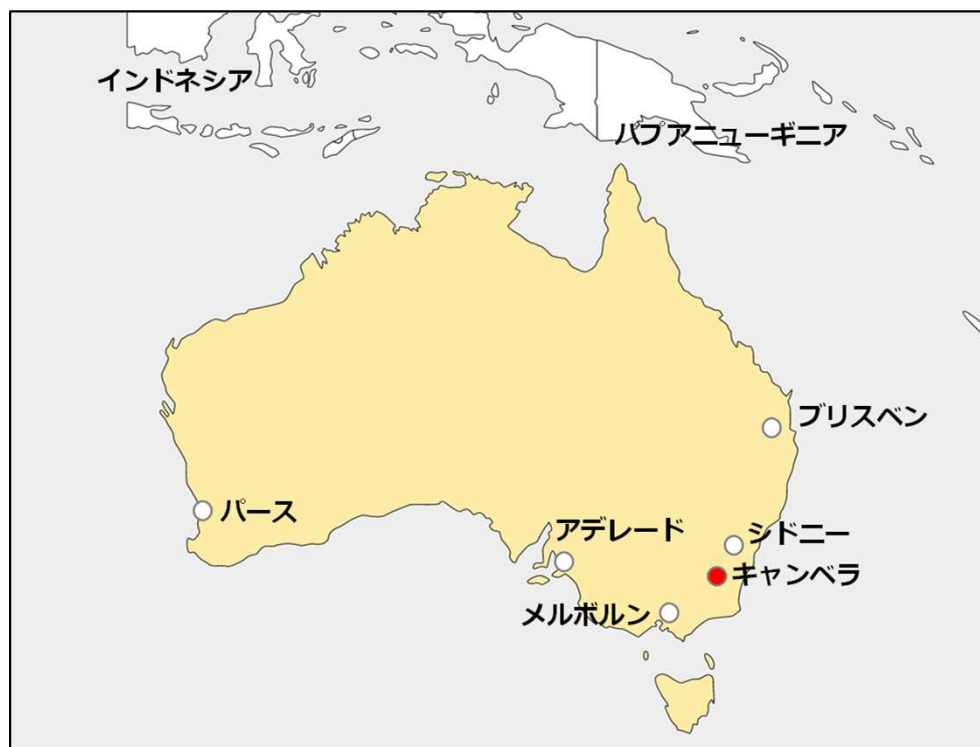 インドネシア
パプアニューギニア
ブリスベン
パース
アデレード
シドニー
キャンベラ
メルボルン